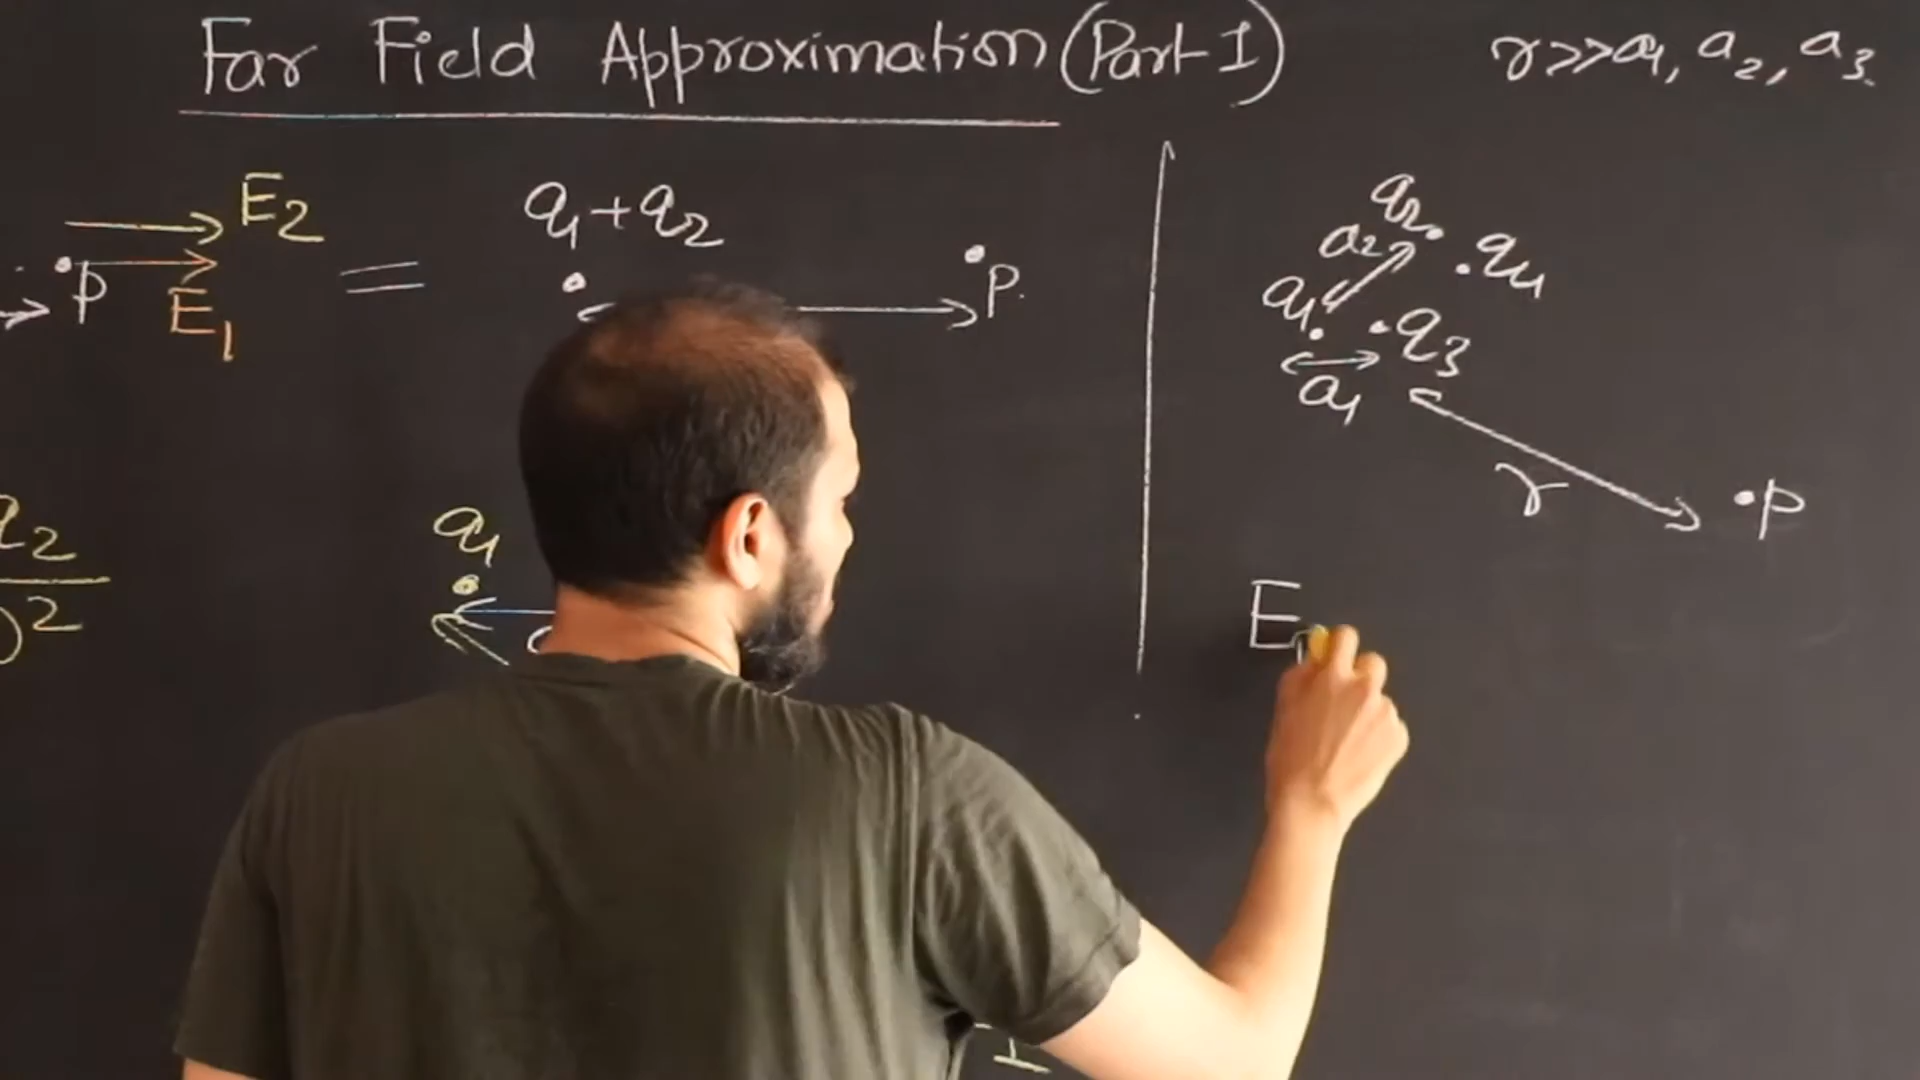 Far Field Approximation (Part I)
r>>a1, a2, a3.
E2
p
E1
=
q1+q2
p.
q2
a2
q4
q1
q3
a1
r
p
q2
)2
q1
E